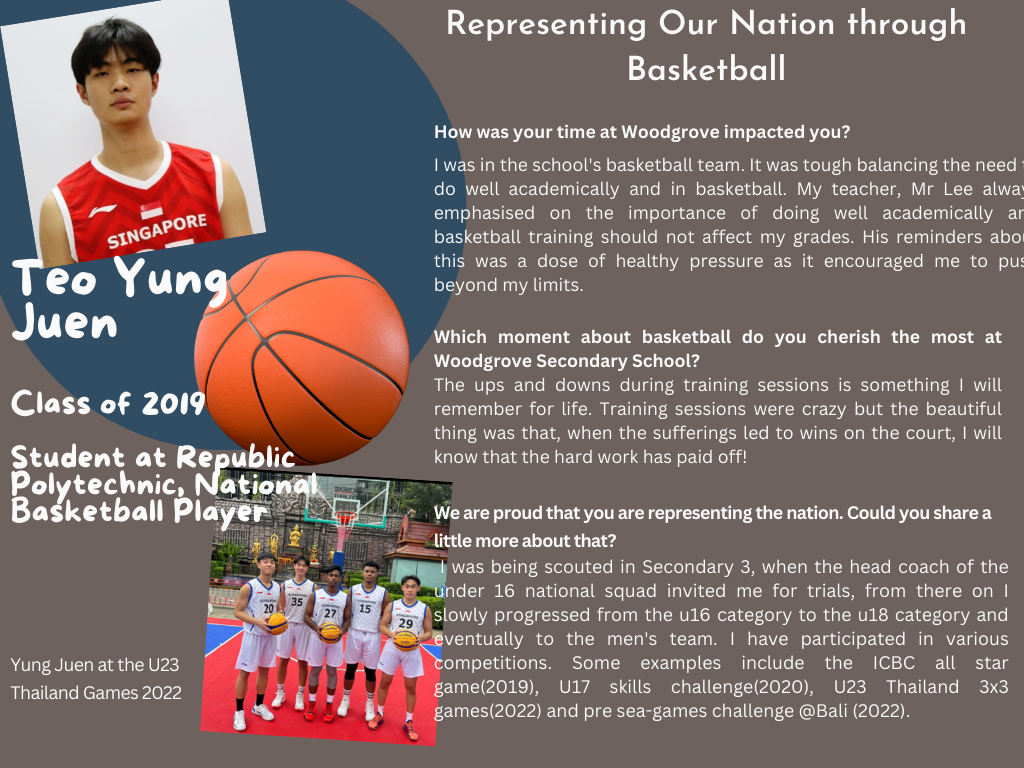 Representing Our Nation through
Basketball
SINGAPORE
Teo Yung
Juen
Class of 2019
Student at Republic
Polytechnic, National
Basketball Player
20
35
27
15
29
Yung Juen at the U23
Thailand Games 2022
How was your time at Woodgrove impacted you?
I was in the school's basketball team. It was tough balancing the need
do well academically and in basketball. My teacher, Mr Lee alway
emphasised on the importance of doing well academically an
basketball training should not affect my grades. His reminders abou
this was a dose of healthy pressure as it encouraged me to pus
beyond my limits.
Which moment about basketball do you cherish the most at
Woodgrove Secondary School?
The ups and downs during training sessions is something I will
remember for life. Training sessions were crazy but the beautiful
thing was that, when the sufferings led to wins on the court, I will
know that the hard work has paid off!
We are proud that you are representing the nation. Could you share a
little more about that?
I was being scouted in Secondary 3, when the head coach of the
under 16 national squad invited me for trials, from there on I
slowly progressed from the u16 category to the u18 category and
eventually to the men's team. I have participated in various
competitions. Some examples include the ICBC all star
game(2019), U17 skills challenge(2020), U23 Thailand 3x3
games(2022) and pre sea-games challenge @Bali (2022).